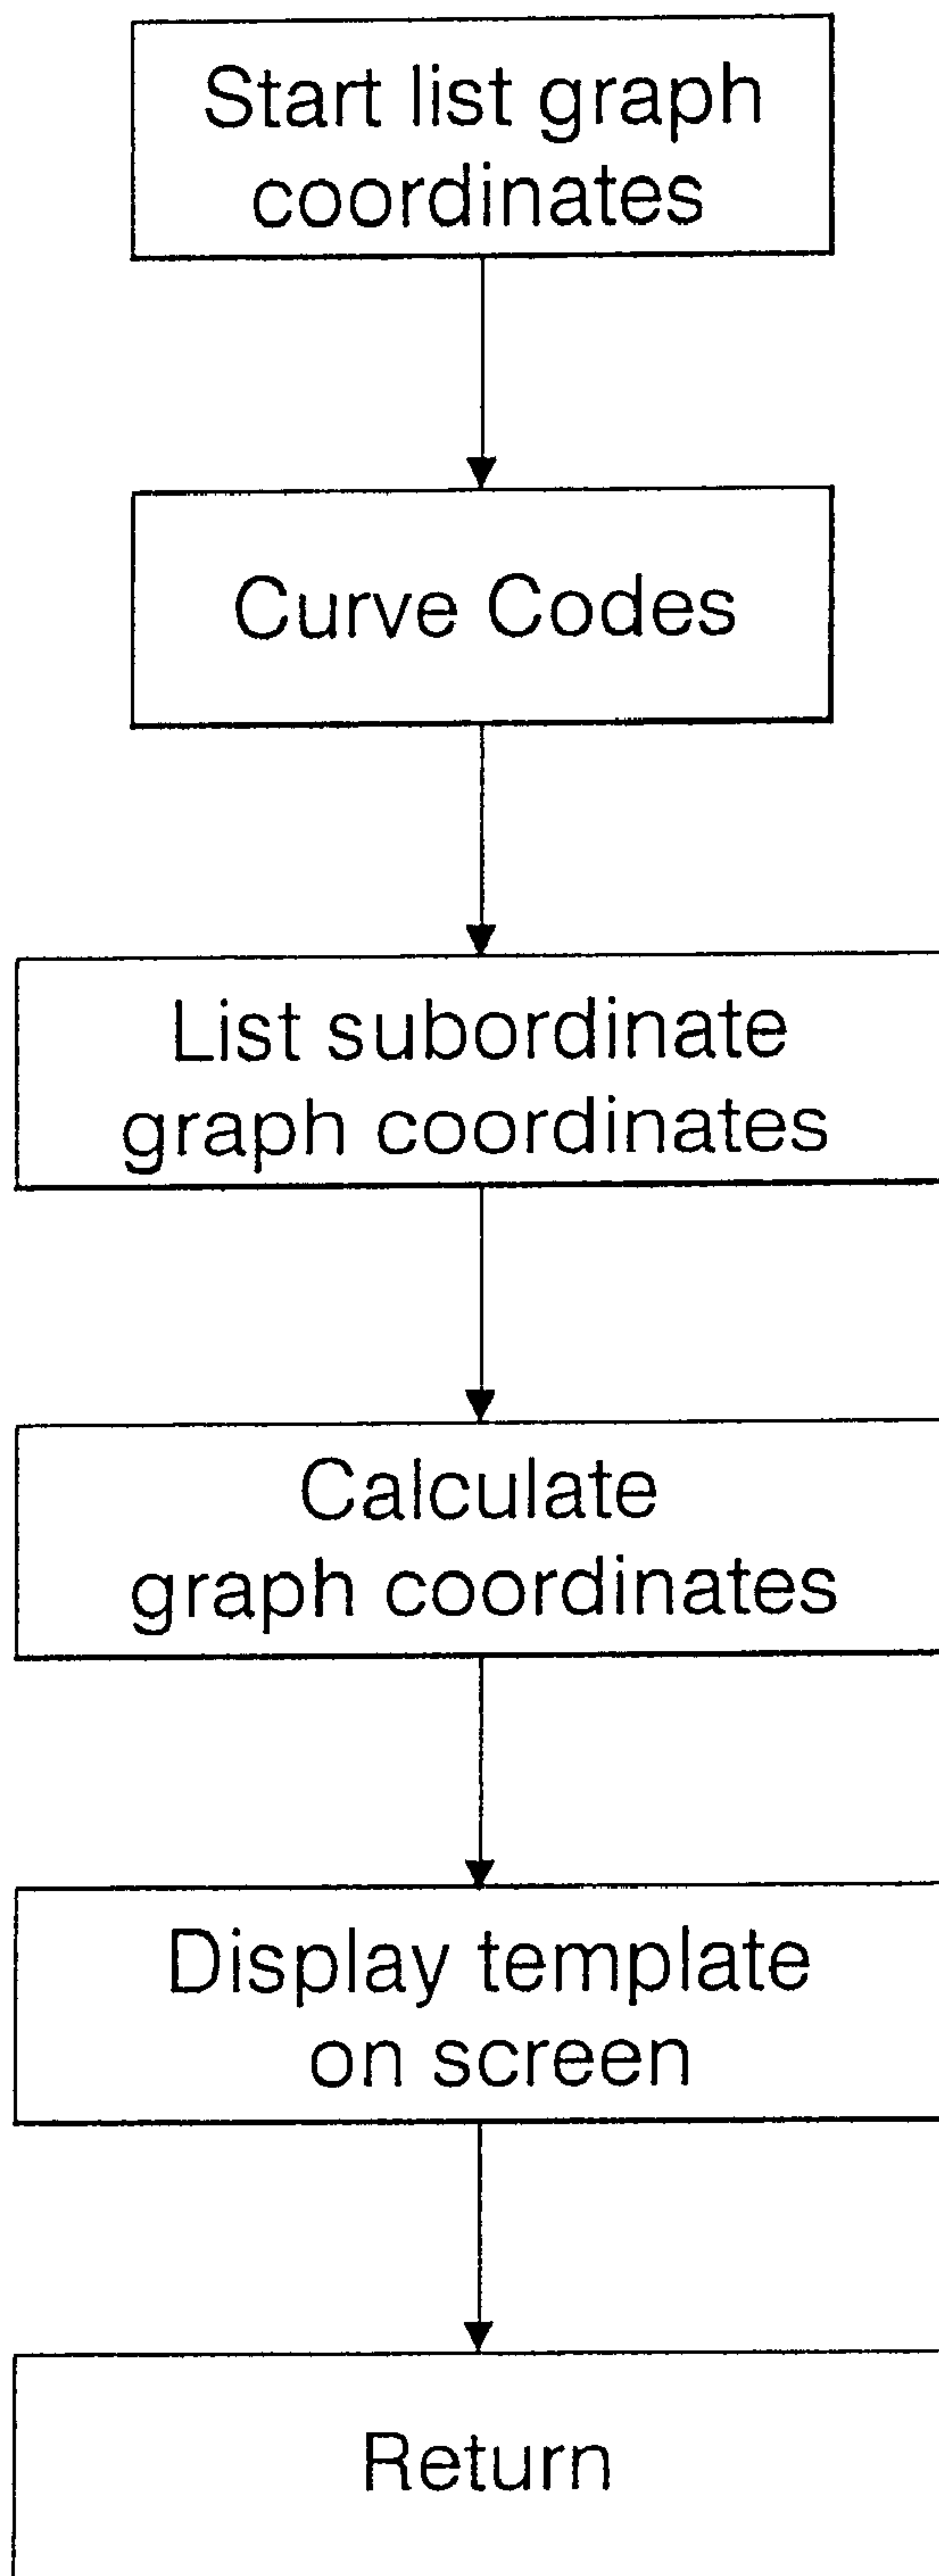 Start list graph
coordinates
Curve Codes
List subordinate
graph coordinates
Calculate
graph coordinates
Display template
on screen
Return